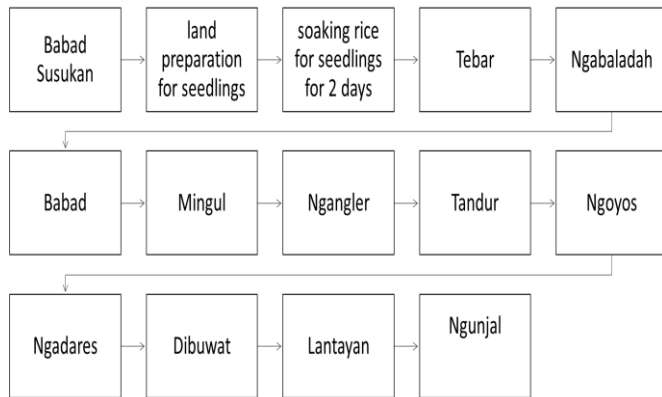 Babad
Susukan
land
preparation
for seedlings
soaking rice
for seedlings
for 2 days
Tebar
Ngabaladah
Babad
Mingul
Ngangler
Tandur
Ngoyos
Ngadares
Dibuwat
Lantayan
Ngunjal